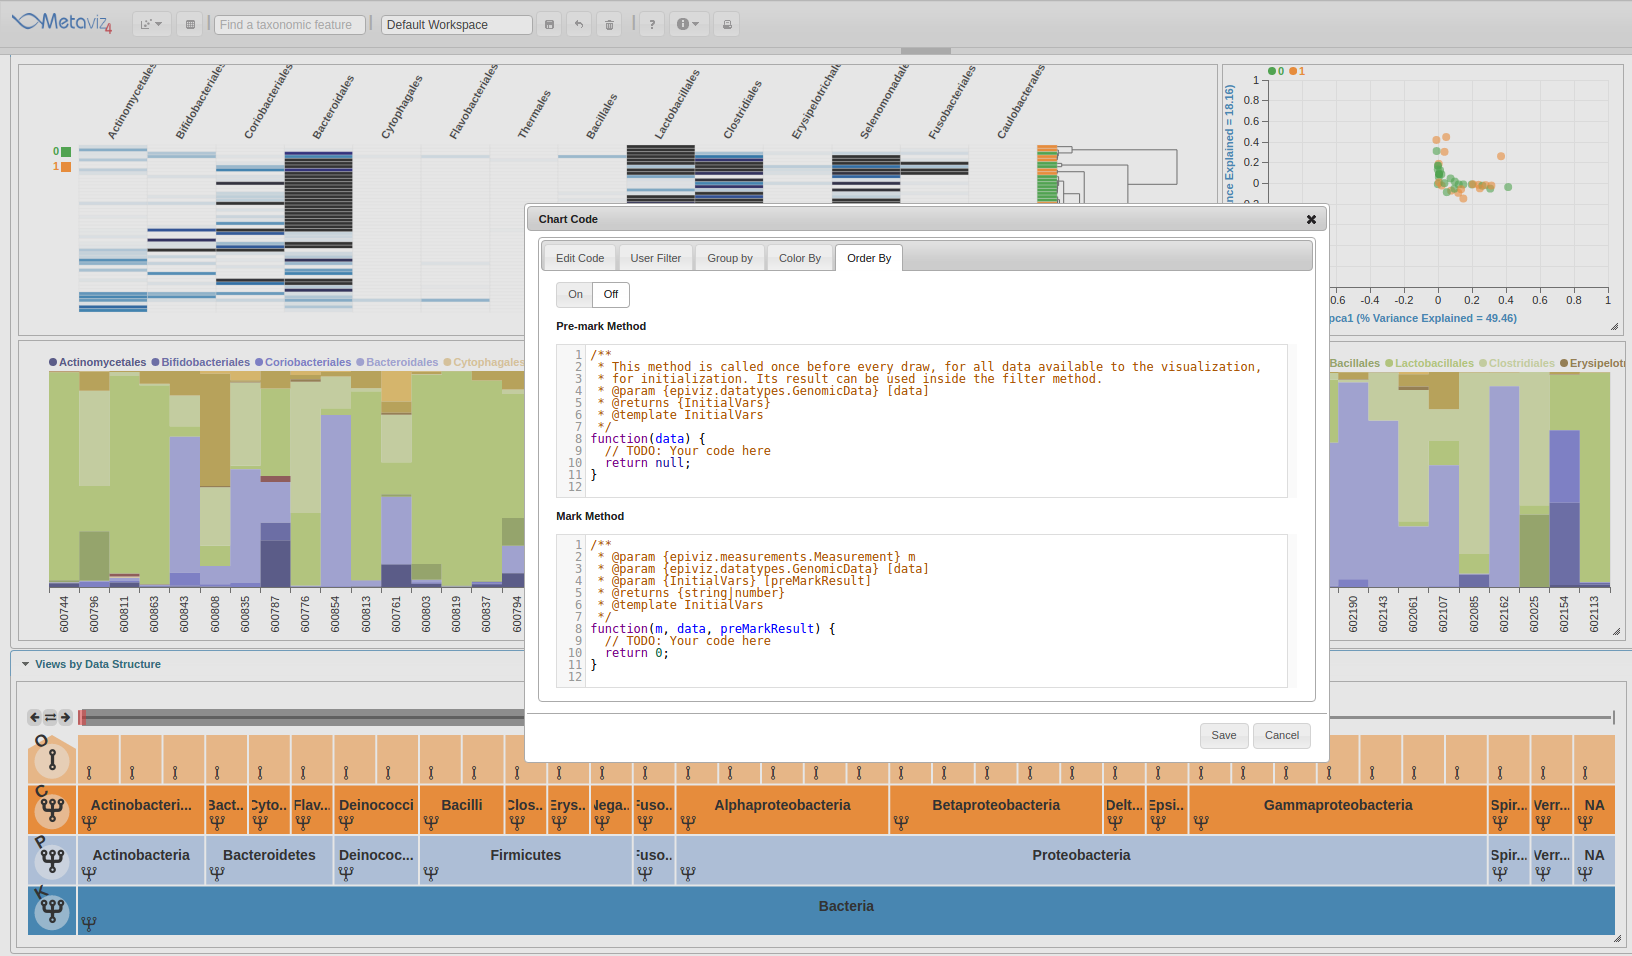 Metaviz 4
Find a taxonomic feature
Default Workspace
?
Actinomycetales
Bifidobacteriales
Coriobacteriales
Bacteroidales
Cytophagales
Flavobacteriales
Thermales
Bacillales
Lactobacillales
Clostridiales
Erysipelotricha
Selenomonadale
Fusobacteriales
Caulobacterales
0
1
0 1
1
0.8
0.6
0.4
0.2
0
nce Explained = 18.16)
0.6 -0.4 -0.2 0 0.2 0.4 0.6 0.8 1
pca1 (% Variance Explained = 49.46)
Chart Code
Edit Code User Filter Group by Color By Order By
On Off
Pre-mark Method
1 /**
2 * This method is called once before every draw, for all data available to the visualization,
3 * for initialization. Its result can be used inside the filter method.
4 * @param {epiviz.datatypes.GenomicData} [data]
5 * @returns {InitialVars}
6 * @template InitialVars
7 */
8 function(data) {
9 // TODO: Your code here
10 return null;
11 }
12
Mark Method
1 /**
2 * @param {epiviz.measurements.Measurement} m
3 * @param {epiviz.datatypes.GenomicData} [data]
4 * @param {InitialVars} [preMarkResult]
5 * @returns {string|number}
6 * @template InitialVars
7 */
8 function(m, data, preMarkResult) {
9 // TODO: Your code here
10 return 0;
11 }
12
Save Cancel
Actinomycetales Bifidobacteriales Coriobacteriales Bacteroidales Cytophagales
Bacillales Lactobacillales Clostridiales Erysipelotri
600744 600796 600811 600863 600843 600808 600835 600787 600776 600854 600813 600761 600803 600819 600837 600794
602190 602143 602061 602107 602085 602162 602025 602154 602113
Views by Data Structure
O
C
Actinobacteri... Bact.. Cyto.. Flav.. Deinococci Bacilli Clos.. Erys.. Nega.. Fuso.. Alphaproteobacteria Betaproteobacteria Delt... Epsi.. Gammaproteobacteria Spir... Verr... NA
P
Actinobacteria Bacteroidetes Deinococ... Firmicutes Fuso.. Proteobacteria Spir... Verr... NA
K
Bacteria